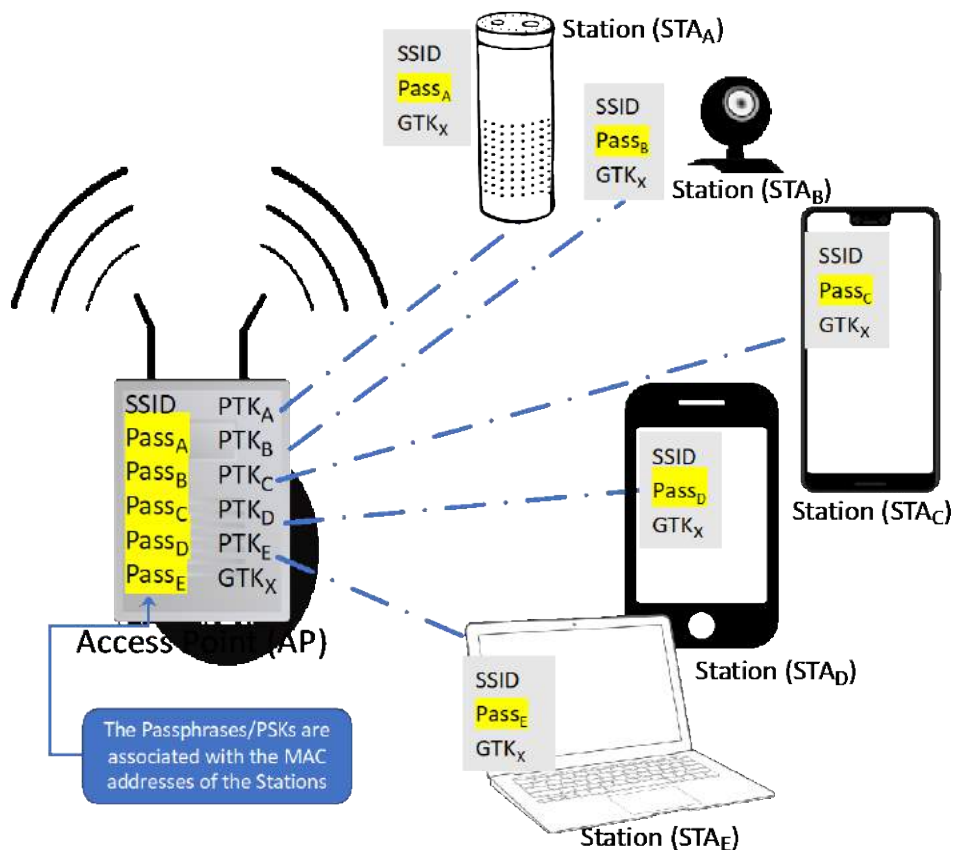 Station (STA_A)
SSID
Pass_A
GTK_X
SSID
Pass_B
GTK_X
Station (STA_B)
SSID
Pass_C
GTK_X
Station (STA_C)
SSID
Pass_D
GTK_X
Station (STA_D)
SSID PTK_A
Pass_A PTK_B
Pass_B PTK_C
Pass_C PTK_D
Pass_D PTK_E
Pass_E GTK_X
Access Point (AP)
The Passphrases/PSKs are
associated with the MAC
addresses of the Stations
SSID
Pass_E
GTK_X
Station (STA_E)